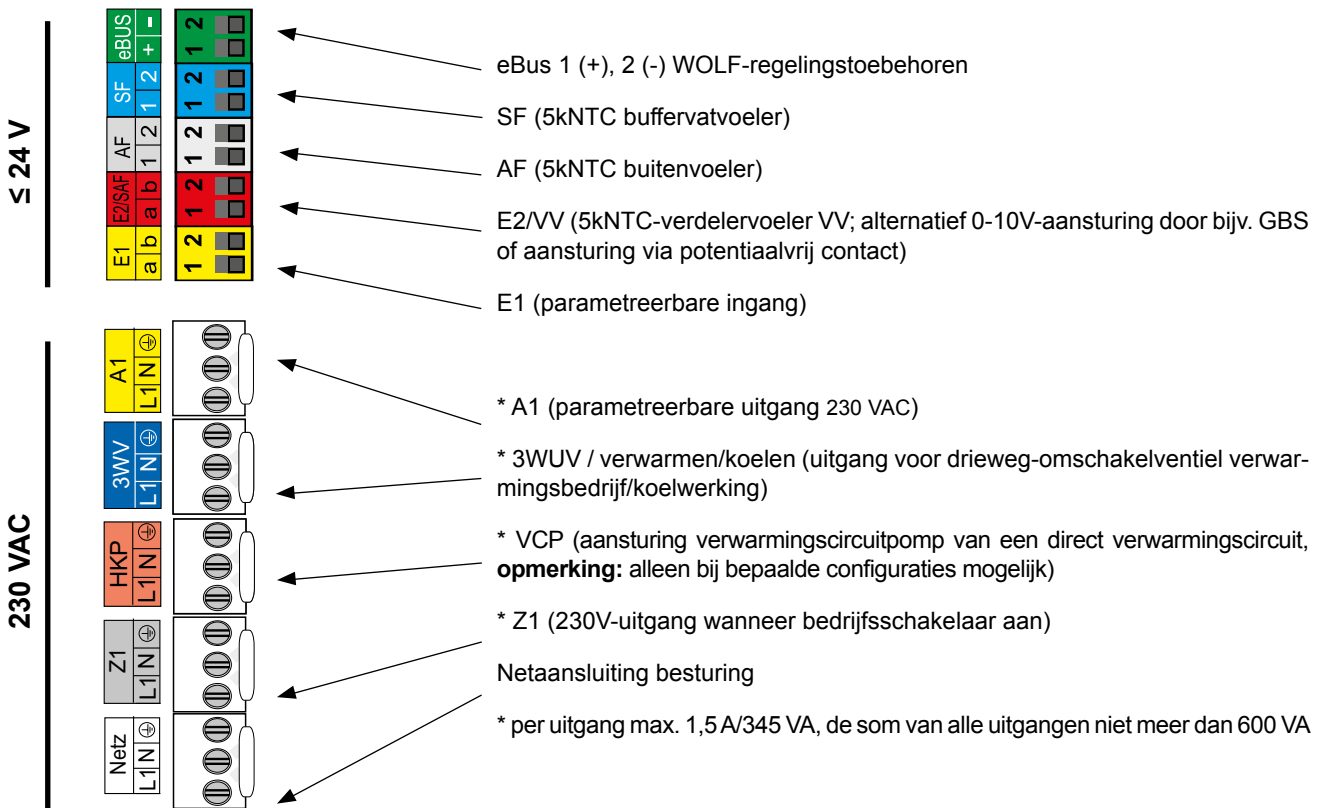 ≤ 24 V
eBUS + -
1 2
eBus 1 (+), 2 (-) WOLF-regelingstoebehoren
SF 1 2
1 2
SF (5kNTC buffervatvoeler)
AF 1 2
1 2
AF (5kNTC buitenvoeler)
E2/SAF a b
1 2
E2/VV (5kNTC-verdelervoeler VV; alternatief 0-10V-aansturing door bijv. GBS
of aansturing via potentiaalvrij contact)
E1 a b
1 2
E1 (parametreerbare ingang)
230 VAC
A1
L1 N
* A1 (parametreerbare uitgang 230 VAC)
3WV
L1 N
* 3WUV / verwarmen/koelen (uitgang voor drieweg-omschakelventiel verwar-
mingsbedrijf/koelwerking)
HKP
L1 N
* VCP (aansturing verwarmingscircuitpomp van een direct verwarmingscircuit,
opmerking: alleen bij bepaalde configuraties mogelijk)
Z1
L1 N
* Z1 (230V-uitgang wanneer bedrijfsschakelaar aan)
Netz
L1 N
Netaansluiting besturing
* per uitgang max. 1,5 A/345 VA, de som van alle uitgangen niet meer dan 600 VA